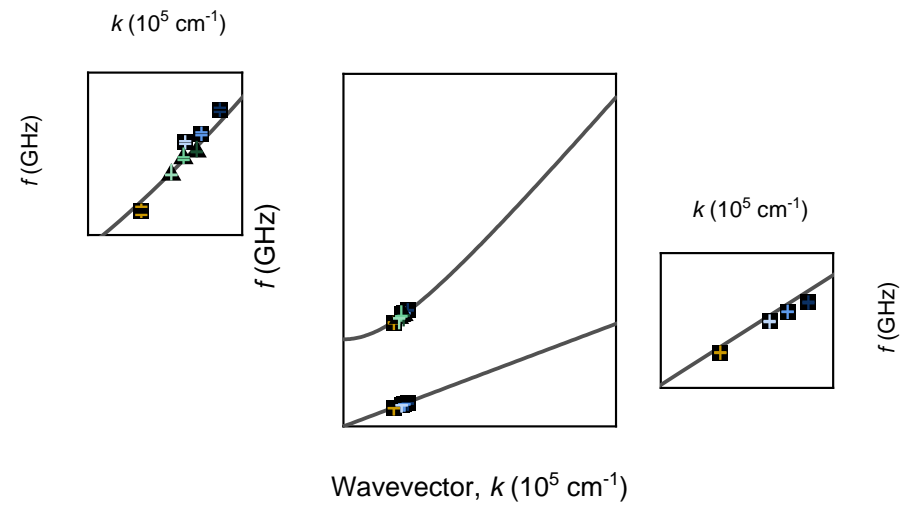 k (10⁵ cm⁻¹)
f (GHz)
f (GHz)
k (10⁵ cm⁻¹)
f (GHz)
Wavevector, k (10⁵ cm⁻¹)